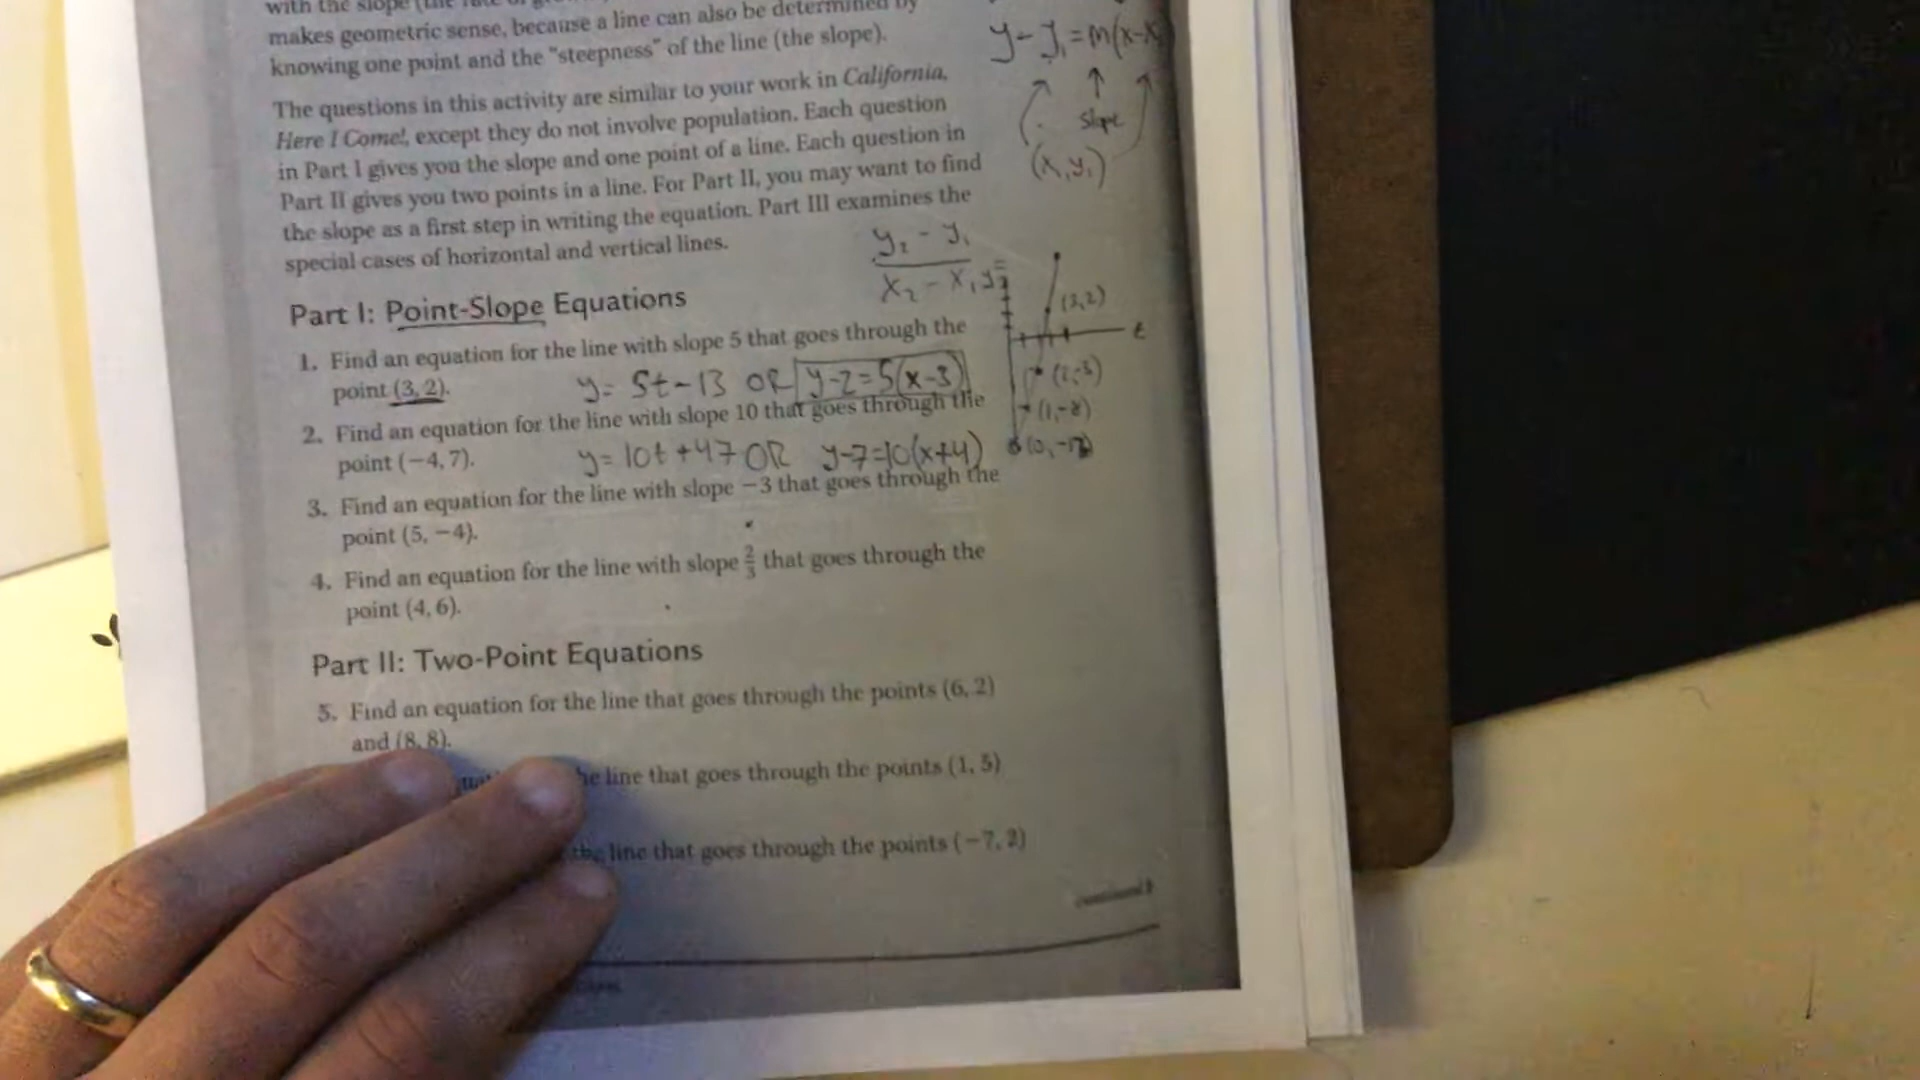 with the slope (the rate of
makes geometric sense, because a line can also be determined by
knowing one point and the "steepness" of the line (the slope).
y - y₁ = m(x-x
The questions in this activity are similar to your work in California,
Here I Come!, except they do not involve population. Each question
in Part I gives you the slope and one point of a line. Each question in
Part II gives you two points in a line. For Part II, you may want to find
the slope as a first step in writing the equation. Part III examines the
special cases of horizontal and vertical lines.
slope
(x, y₁)
y₂ - y₁
x₂ - x₁
Part I: Point-Slope Equations
(3,2)
t
1. Find an equation for the line with slope 5 that goes through the
point (3, 2).
y= 5t-13 OR y-2=5(x-3)
(2,-3)
(1,-8)
2. Find an equation for the line with slope 10 that goes through the
point (−4, 7).
y= 10t+47 OR y-7=10(x+4)
3. Find an equation for the line with slope −3 that goes through the
point (5, −4).
4. Find an equation for the line with slope 2/3 that goes through the
point (4, 6).
Part II: Two-Point Equations
5. Find an equation for the line that goes through the points (6, 2)
and (8, 8).
line that goes through the points (1, 5)
the line that goes through the points (−7, 2)
continued